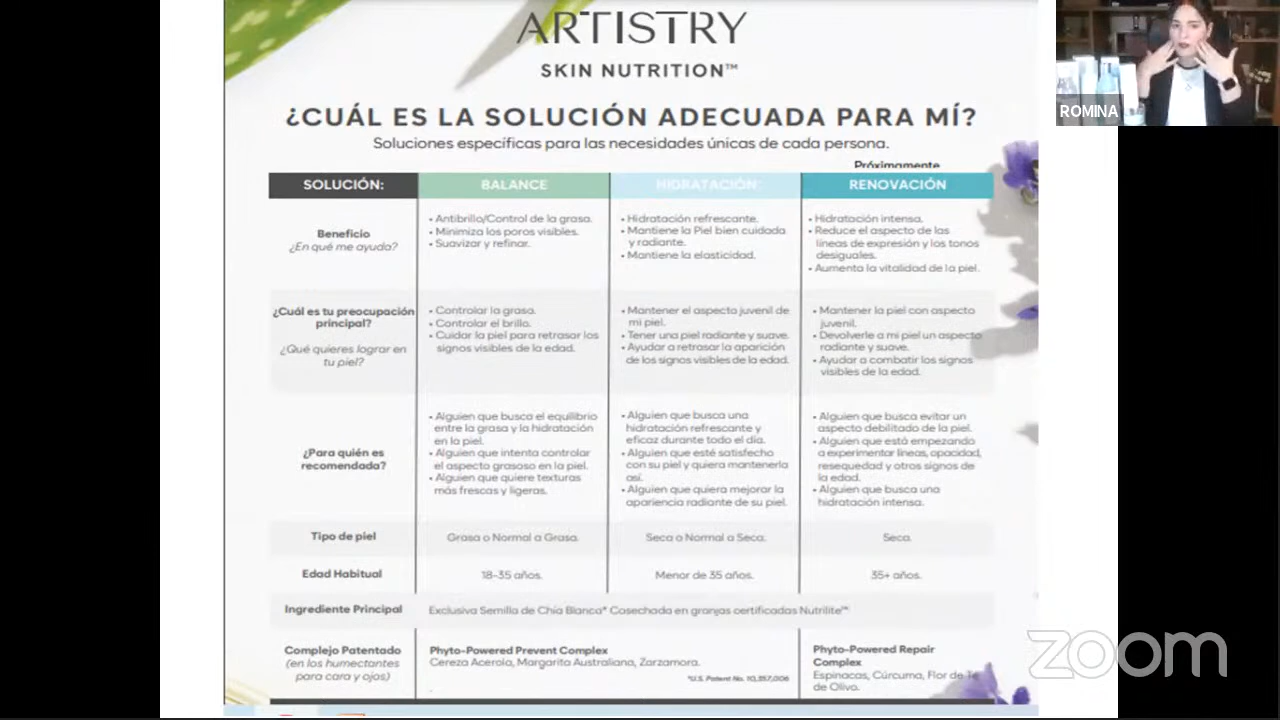 ARTISTRY
SKIN NUTRITION™
¿CUÁL ES LA SOLUCIÓN ADECUADA PARA MÍ?
Soluciones específicas para las necesidades únicas de cada persona.
Próximamente
SOLUCIÓN:
BALANCE
HIDRATACIÓN:
RENOVACIÓN
Beneficio
¿En qué me ayuda?
• Antibrillo/Control de la grasa.
• Minimiza los poros visibles.
• Suavizar y refinar.
• Hidratación refrescante.
• Mantiene la Piel bien cuidada
y radiante.
• Mantiene la elasticidad.
• Hidratación intensa.
• Reduce el aspecto de las
líneas de expresión y los tonos
desiguales.
• Aumenta la vitalidad de la piel.
¿Cuál es tu preocupación
principal?
¿Qué quieres lograr en
tu piel?
• Controlar la grasa.
• Controlar el brillo.
• Cuidar la piel para retrasar los
signos visibles de la edad.
• Mantener el aspecto juvenil de
mi piel.
• Tener una piel radiante y suave.
• Ayudar a retrasar la aparición
de los signos visibles de la edad.
• Mantener la piel con aspecto
juvenil.
• Devolverle a mi piel un aspecto
radiante y suave.
• Ayudar a combatir los signos
visibles de la edad.
¿Para quién es
recomendada?
• Alguien que busca el equilibrio
entre la grasa y la hidratación
en la piel.
• Alguien que intenta controlar
el aspecto grasoso en la piel.
• Alguien que quiere texturas
más frescas y ligeras.
• Alguien que busca una
hidratación refrescante y
eficaz durante todo el día.
• Alguien que esté satisfecho
con su piel y quiera mantenerla
así.
• Alguien que quiera mejorar la
apariencia radiante de su piel.
• Alguien que busca evitar un
aspecto debilitado de la piel.
• Alguien que está empezando
a experimentar líneas, opacidad,
resequedad y otros signos de
la edad.
• Alguien que busca una
hidratación intensa.
Tipo de piel
Grasa o Normal a Grasa.
Seca o Normal a Seca.
Seca.
Edad Habitual
18-35 años.
Menor de 35 años.
35+ años.
Ingrediente Principal
Exclusiva Semilla de Chía Blanca* Cosechada en granjas certificadas Nutrilite™
Complejo Patentado
(en los humectantes
para cara y ojos)
Phyto-Powered Prevent Complex
Cereza Acerola, Margarita Australiana, Zarzamora.
*U.S. Patent No. 10,357,006
Phyto-Powered Repair
Complex
Espinacas, Cúrcuma, Flor de Té
de Olivo.
ROMINA
zoom